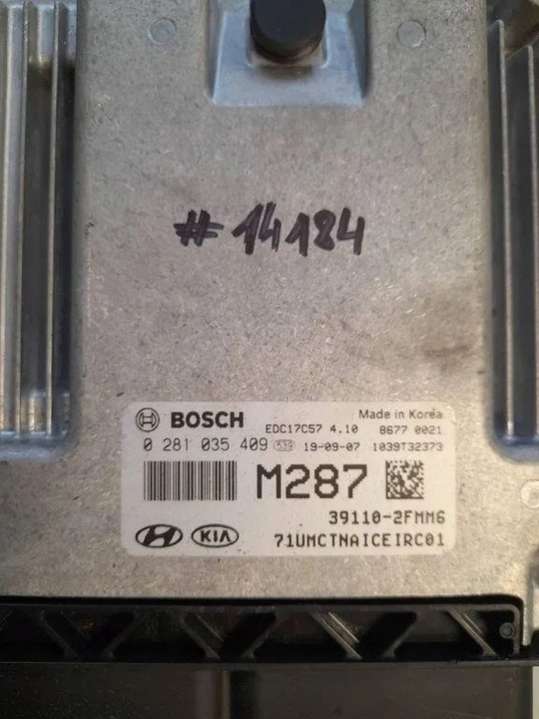 #14184
BOSCH EDC17C57 4.10 Made in Korea
8677 0021
0 281 035 409 19-09-07 1039T32373
M287
39110-2FMM6
HYUNDAI KIA 71UMCTNAICEIRC01